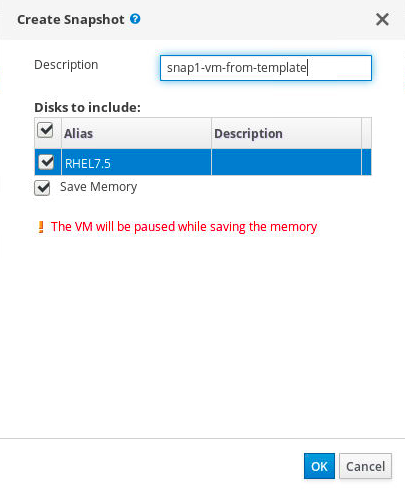 Create Snapshot ?
Description snap1-vm-from-template
Disks to include:
Alias Description
RHEL7.5
Save Memory
The VM will be paused while saving the memory
OK Cancel